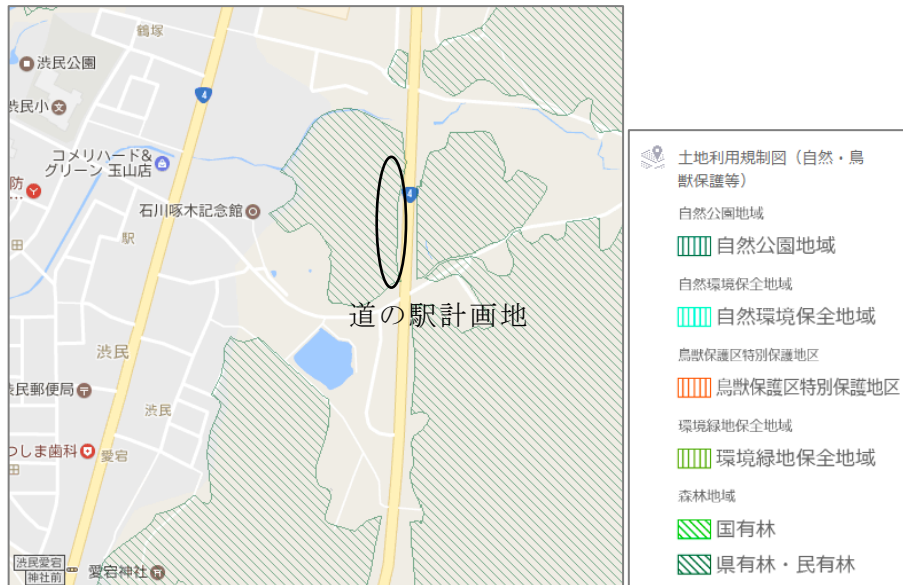 鶴塚
渋民公園
4
渋民小
コメリハード&
グリーン 玉山店
防
...
4
石川啄木記念館
田
駅
道の駅計画地
渋民
民郵便局
渋民
つしま歯科
愛宕
田
渋民愛宕
神社前
愛宕神社
土地利用規制図（自然・鳥
獣保護等）
自然公園地域
自然公園地域
自然環境保全地域
自然環境保全地域
鳥獣保護区特別保護地区
鳥獣保護区特別保護地区
環境緑地保全地域
環境緑地保全地域
森林地域
国有林
県有林・民有林